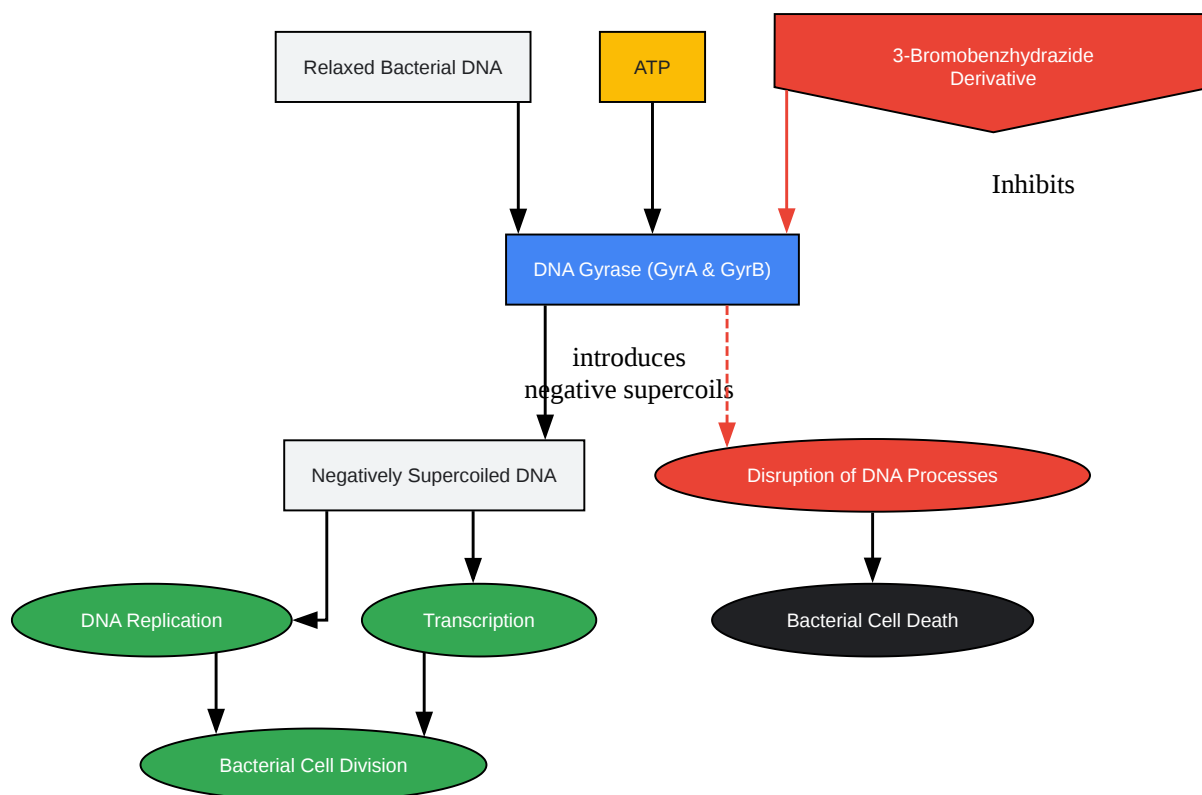 Relaxed Bacterial DNA
ATP
3-Bromobenzhydrazide
Derivative
Inhibits
DNA Gyrase (GyrA & GyrB)
introduces
negative supercoils
Negatively Supercoiled DNA
Disruption of DNA Processes
DNA Replication
Transcription
Bacterial Cell Death
Bacterial Cell Division